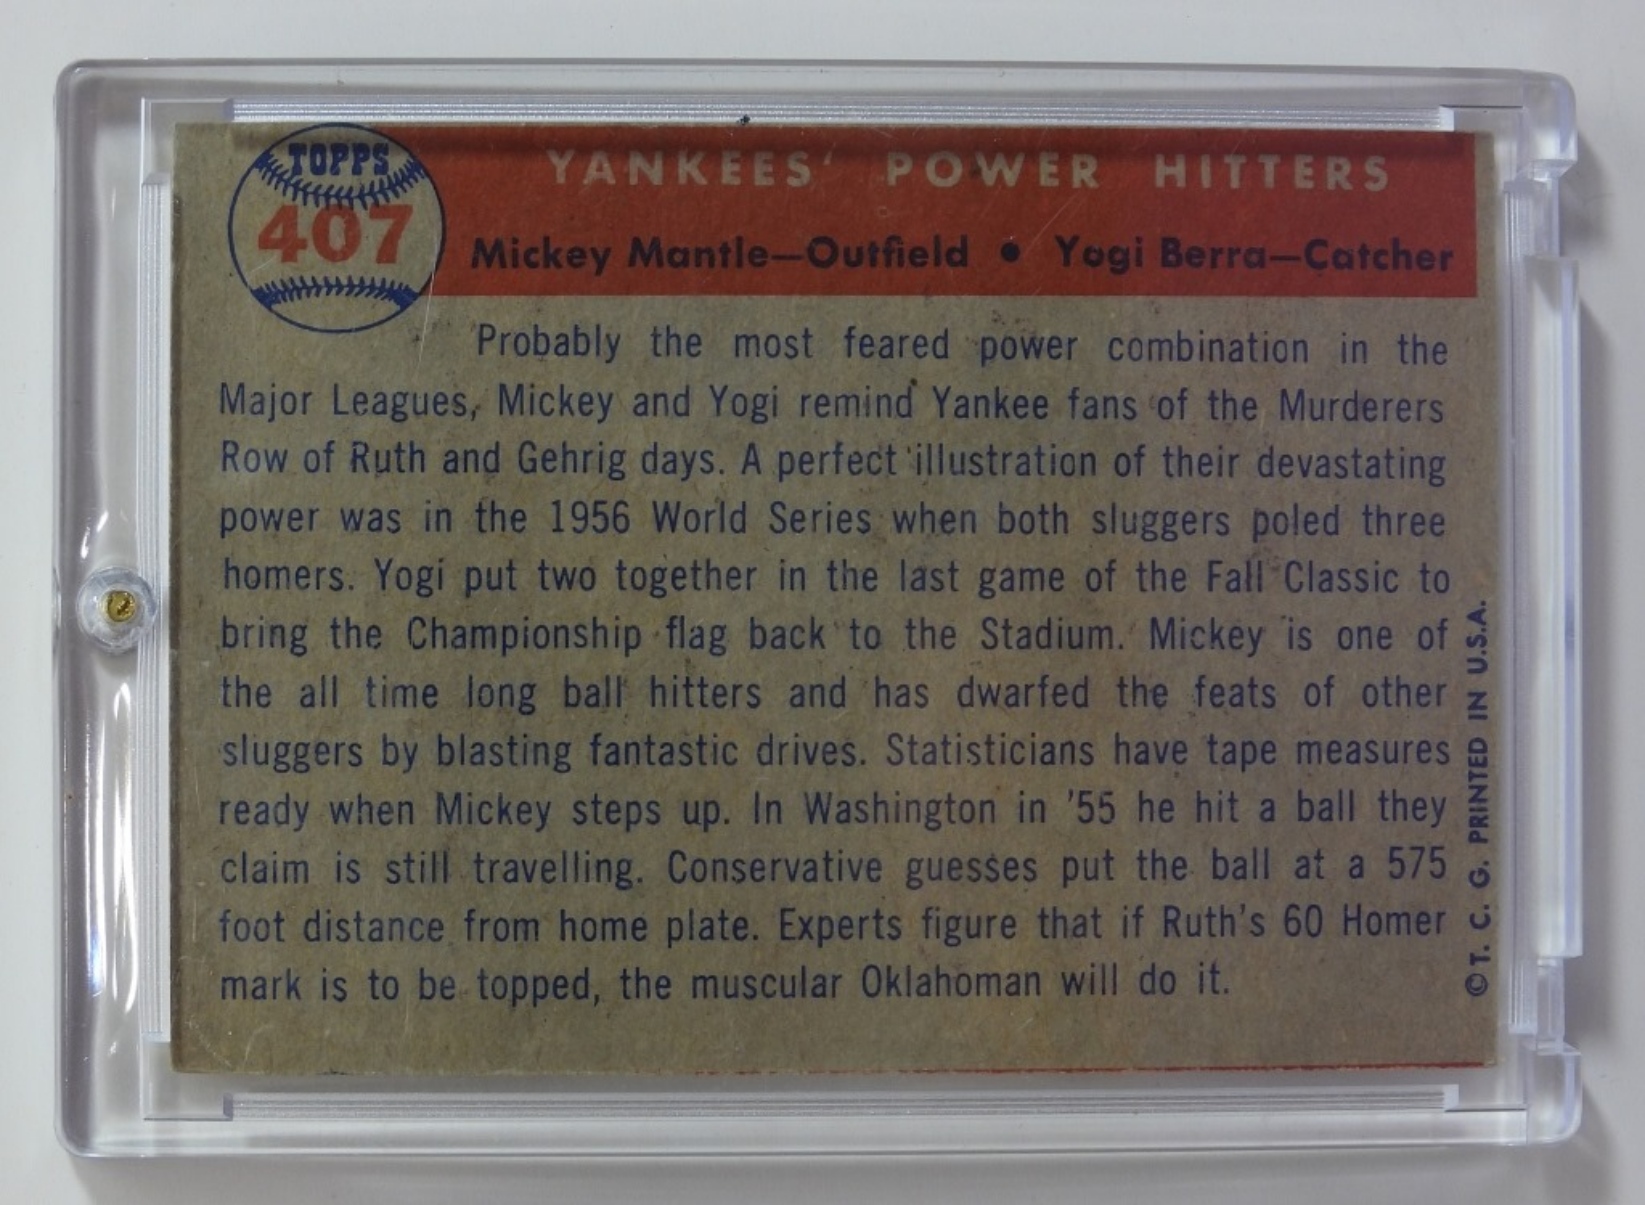 TOPPS
407
YANKEES' POWER HITTERS
Mickey Mantle—Outfield • Yogi Berra—Catcher
Probably the most feared power combination in the
Major Leagues, Mickey and Yogi remind Yankee fans of the Murderers
Row of Ruth and Gehrig days. A perfect illustration of their devastating
power was in the 1956 World Series when both sluggers poled three
homers. Yogi put two together in the last game of the Fall Classic to
bring the Championship flag back to the Stadium. Mickey is one of
the all time long ball hitters and has dwarfed the feats of other
sluggers by blasting fantastic drives. Statisticians have tape measures
ready when Mickey steps up. In Washington in '55 he hit a ball they
claim is still travelling. Conservative guesses put the ball at a 575
foot distance from home plate. Experts figure that if Ruth's 60 Homer
mark is to be topped, the muscular Oklahoman will do it.
©T. C. G. PRINTED IN U.S.A.